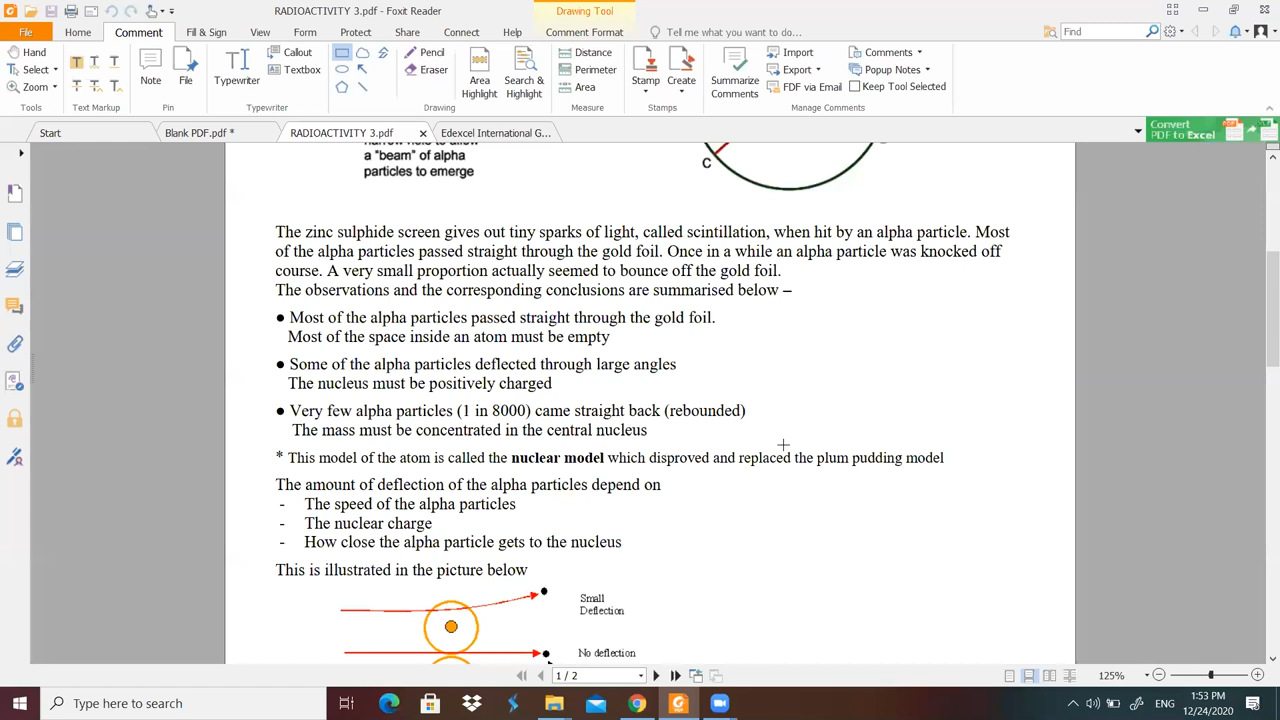 RADIOACTIVITY 3.pdf - Foxit Reader
Drawing Tool
File Home Comment Fill & Sign View Form Protect Share Connect Help Comment Format Tell me what you want to do... Find
Hand
Select
Zoom
Tools
T T T
T T T
Text Markup
Note File
Pin
Typewriter
Callout
Textbox
Typewriter
Pencil
Eraser
Area Highlight
Search & Highlight
Drawing
Distance
Perimeter
Area
Measure
Stamp Create
Stamps
Summarize Comments
Import
Export
FDF via Email
Comments
Popup Notes
Keep Tool Selected
Manage Comments
Start Blank PDF.pdf * RADIOACTIVITY 3.pdf Edexcel International G...
Convert
PDF to Excel
a "beam" of alpha
particles to emerge
C
The zinc sulphide screen gives out tiny sparks of light, called scintillation, when hit by an alpha particle. Most
of the alpha particles passed straight through the gold foil. Once in a while an alpha particle was knocked off
course. A very small proportion actually seemed to bounce off the gold foil.
The observations and the corresponding conclusions are summarised below –
● Most of the alpha particles passed straight through the gold foil.
Most of the space inside an atom must be empty
● Some of the alpha particles deflected through large angles
The nucleus must be positively charged
● Very few alpha particles (1 in 8000) came straight back (rebounded)
The mass must be concentrated in the central nucleus
* This model of the atom is called the nuclear model which disproved and replaced the plum pudding model
The amount of deflection of the alpha particles depend on
- The speed of the alpha particles
- The nuclear charge
- How close the alpha particle gets to the nucleus
This is illustrated in the picture below
Small
Deflection
No deflection
1 / 2
125%
Type here to search
ENG
1:53 PM
12/24/2020